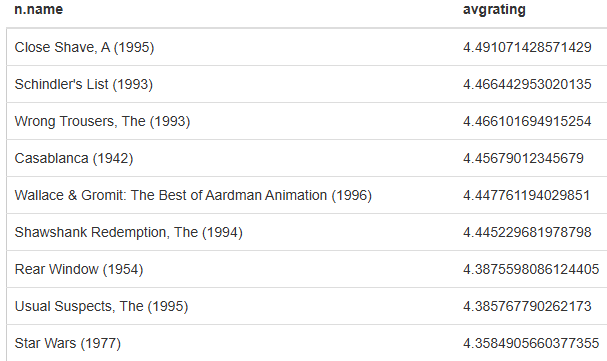 n.name avgrating
Close Shave, A (1995) 4.491071428571429
Schindler's List (1993) 4.466442953020135
Wrong Trousers, The (1993) 4.466101694915254
Casablanca (1942) 4.45679012345679
Wallace & Gromit: The Best of Aardman Animation (1996) 4.447761194029851
Shawshank Redemption, The (1994) 4.445229681978798
Rear Window (1954) 4.3875598086124405
Usual Suspects, The (1995) 4.385767790262173
Star Wars (1977) 4.3584905660377355